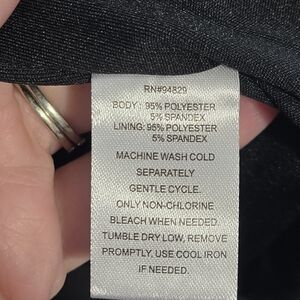 RN#94829
BODY: 95% POLYESTER
5% SPANDEX
LINING: 95% POLYESTER
5% SPANDEX
MACHINE WASH COLD
SEPARATELY
GENTLE CYCLE.
ONLY NON-CHLORINE
BLEACH WHEN NEEDED.
TUMBLE DRY LOW, REMOVE
PROMPTLY, USE COOL IRON
IF NEEDED.